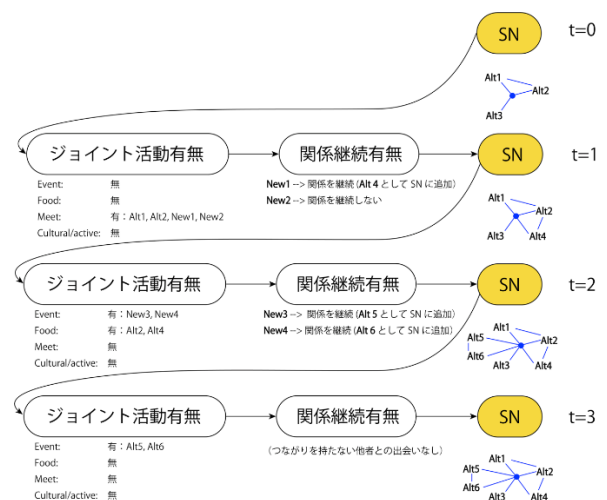 SN t=0
Alt1
Alt2
Alt3
ジョイント活動有無 関係継続有無 SN t=1
Event: 無
Food: 無
Meet: 有：Alt1, Alt2, New1, New2
Cultural/active: 無
New1 --> 関係を継続 (Alt 4 として SN に追加)
New2 --> 関係を継続しない
Alt1
Alt2
Alt3 Alt4
ジョイント活動有無 関係継続有無 SN t=2
Event: 有：New3, New4
Food: 有：Alt2, Alt4
Meet: 無
Cultural/active: 無
New3 --> 関係を継続 (Alt 5 として SN に追加)
New4 --> 関係を継続 (Alt 6 として SN に追加)
Alt1
Alt5 Alt2
Alt6
Alt3 Alt4
ジョイント活動有無 関係継続有無 SN t=3
Event: 有：Alt5, Alt6
Food: 無
Meet: 無
Cultural/active: 無
(つながりを持たない他者との出会いなし)
Alt1
Alt5 Alt2
Alt6
Alt3 Alt4